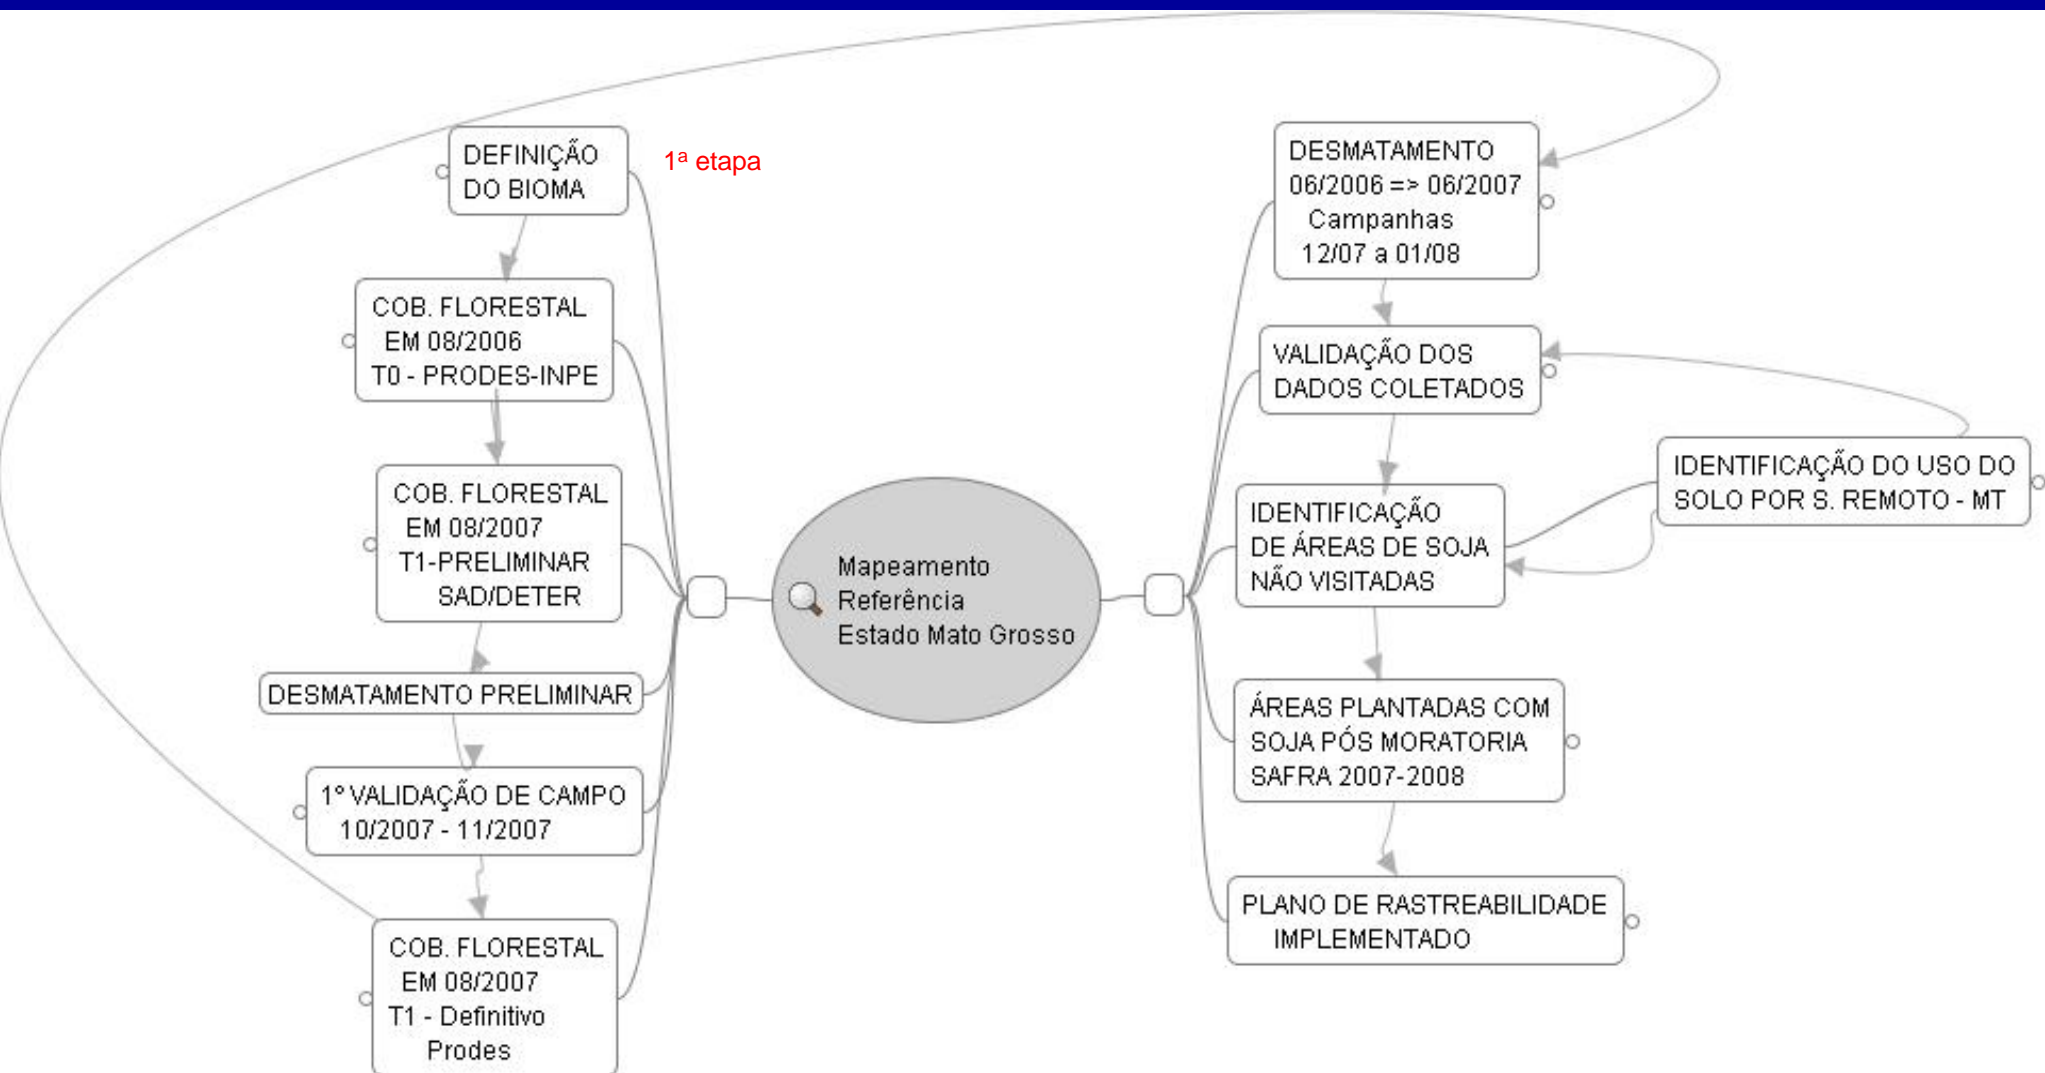 DEFINIÇÃO
DO BIOMA
1ª etapa
COB. FLORESTAL
EM 08/2006
T0 - PRODES-INPE
COB. FLORESTAL
EM 08/2007
T1-PRELIMINAR
SAD/DETER
DESMATAMENTO PRELIMINAR
1º VALIDAÇÃO DE CAMPO
10/2007 - 11/2007
COB. FLORESTAL
EM 08/2007
T1 - Definitivo
Prodes
Mapeamento
Referência
Estado Mato Grosso
DESMATAMENTO
06/2006 => 06/2007
Campanhas
12/07 a 01/08
VALIDAÇÃO DOS
DADOS COLETADOS
IDENTIFICAÇÃO
DE ÁREAS DE SOJA
NÃO VISITADAS
IDENTIFICAÇÃO DO USO DO
SOLO POR S. REMOTO - MT
ÁREAS PLANTADAS COM
SOJA PÓS MORATORIA
SAFRA 2007-2008
PLANO DE RASTREABILIDADE
IMPLEMENTADO